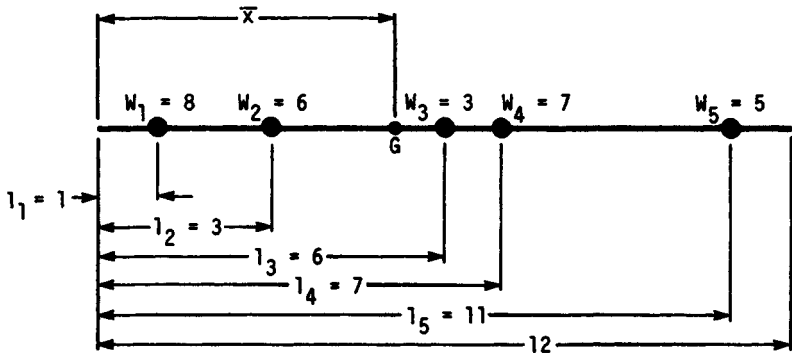 x̅
W₁ = 8 W₂ = 6 W₃ = 3 W₄ = 7 W₅ = 5
G
l₁ = 1
l₂ = 3
l₃ = 6
l₄ = 7
l₅ = 11
12